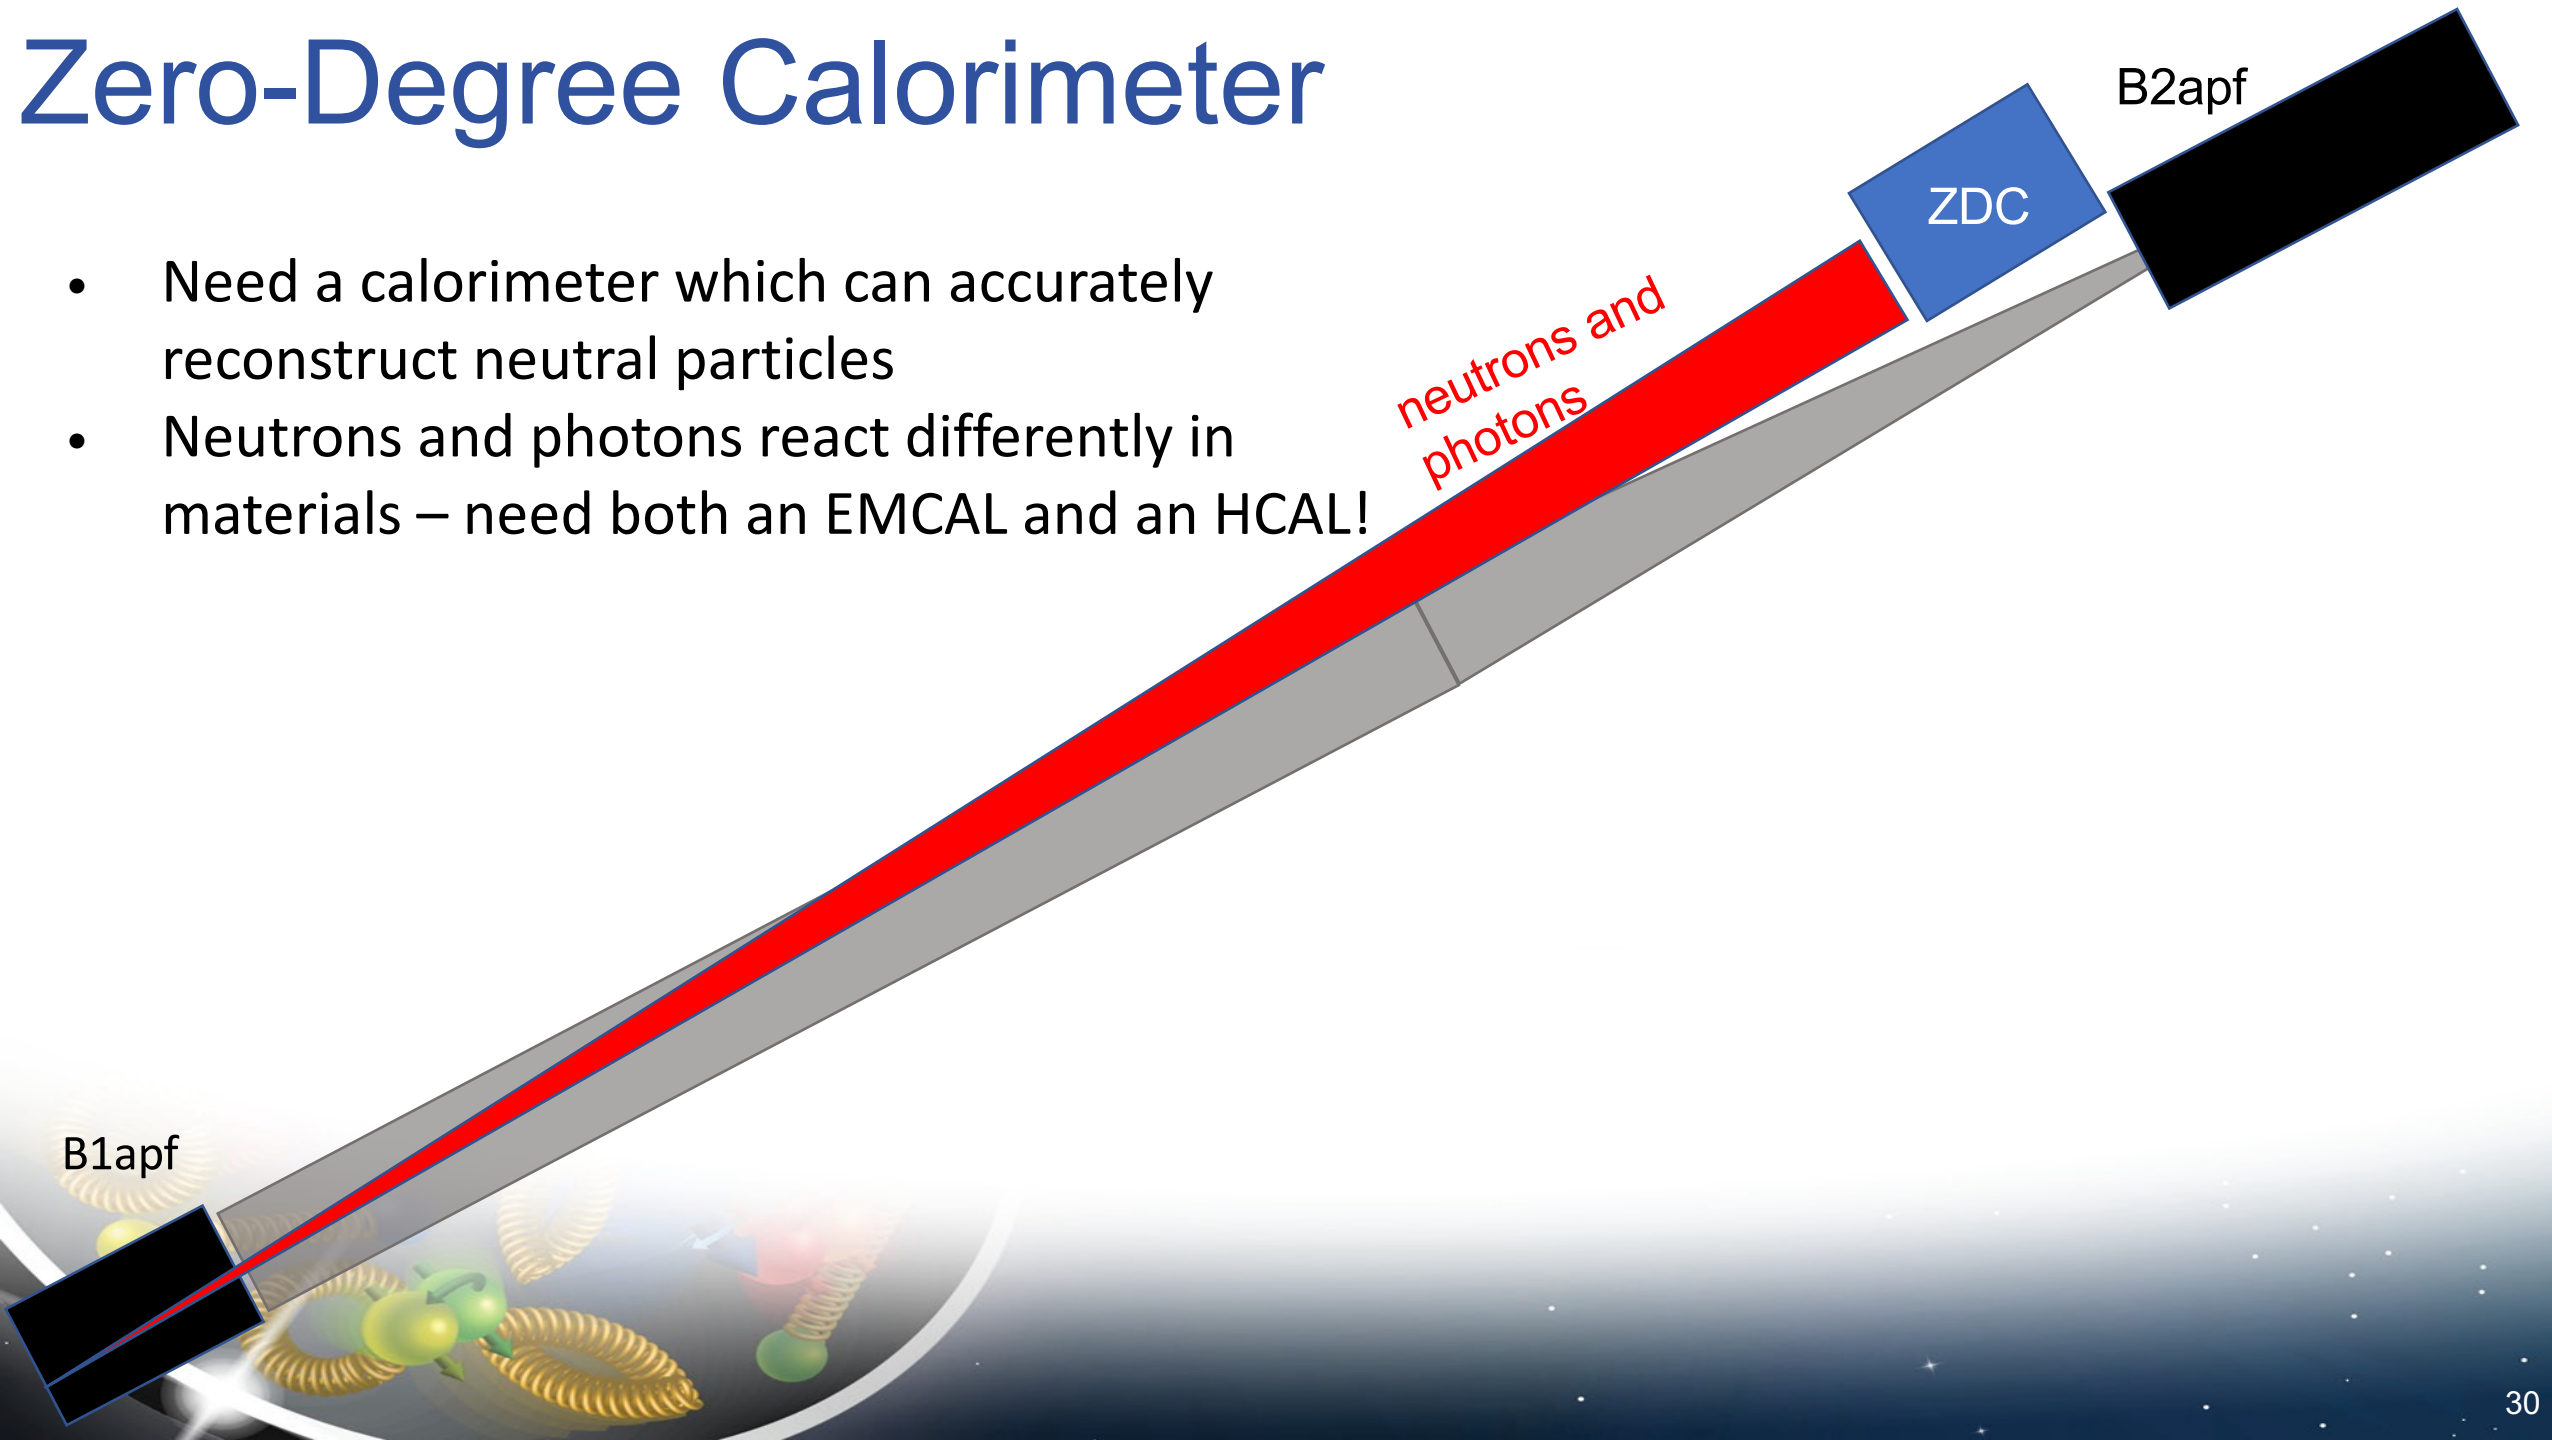 Zero-Degree Calorimeter
B2apf
ZDC
• Need a calorimeter which can accurately
reconstruct neutral particles
• Neutrons and photons react differently in
materials – need both an EMCAL and an HCAL!
neutrons and
photons
B1apf
30